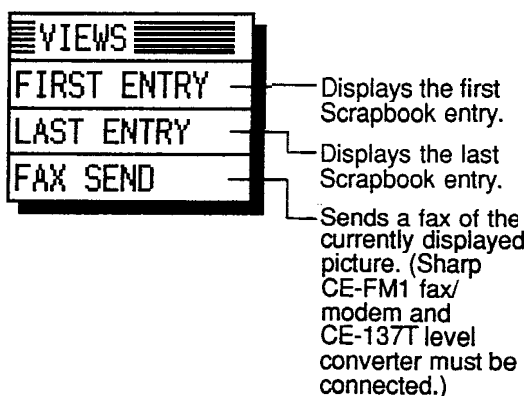 VIEWS
FIRST ENTRY
LAST ENTRY
FAX SEND
Displays the first
Scrapbook entry.
Displays the last
Scrapbook entry.
Sends a fax of the
currently displayed
picture. (Sharp
CE-FM1 fax/
modem and
CE-137T level
converter must be
connected.)